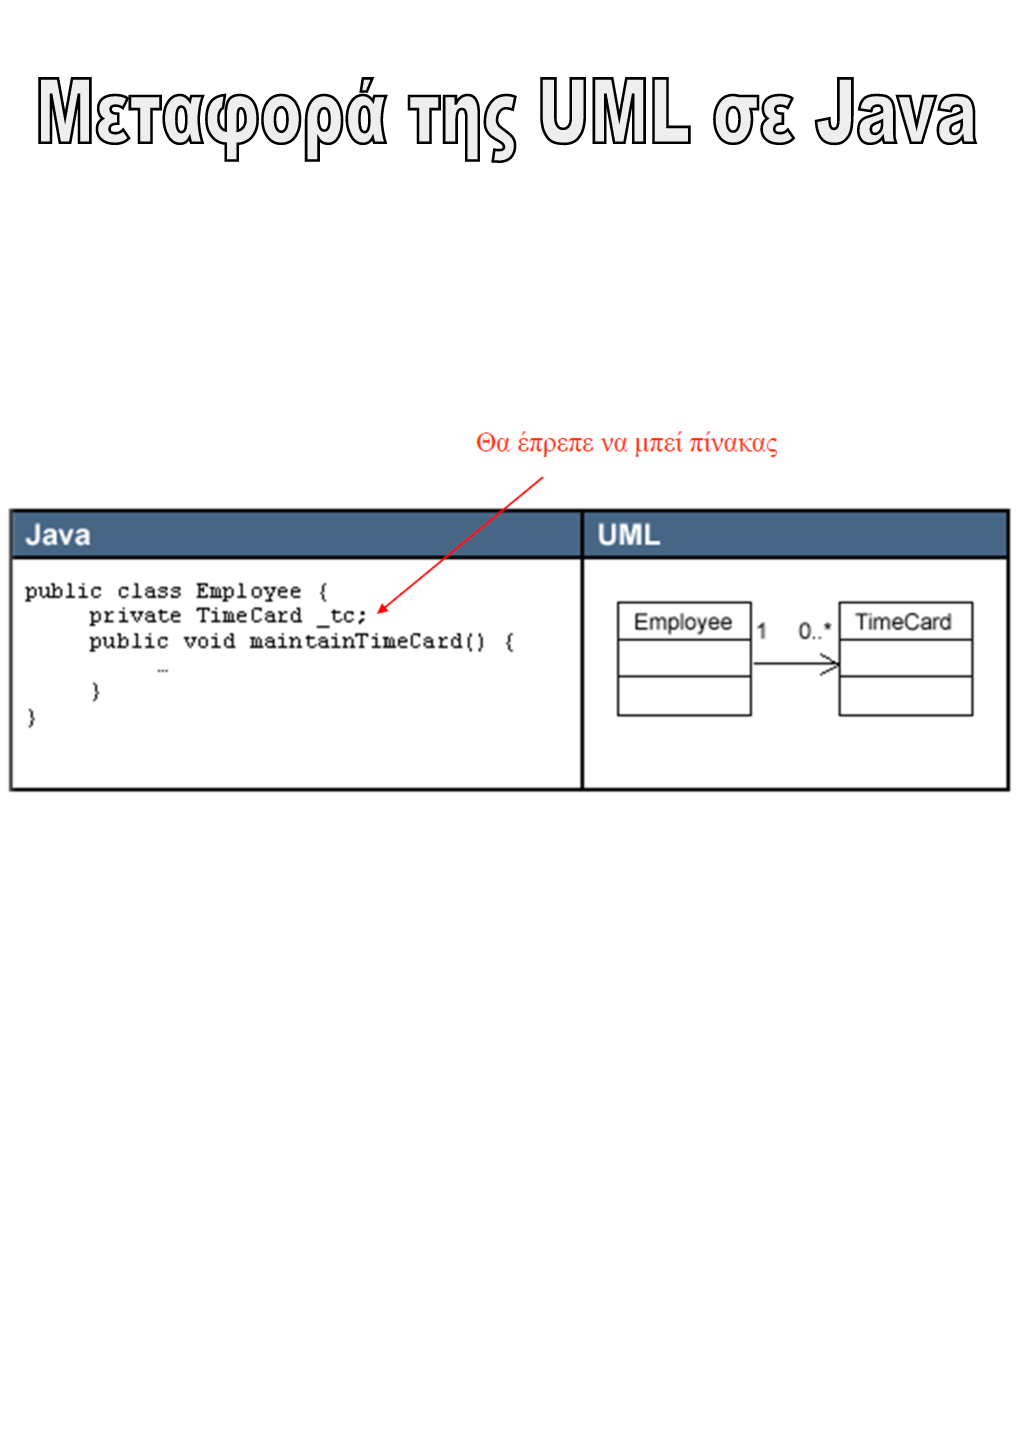 Μεταφορά της UML σε Java
Θα έπρεπε να μπεί πίνακας
Java
UML
public class Employee {
private TimeCard _tc;
public void maintainTimeCard() {
…
}
}
Employee
1
0..*
TimeCard